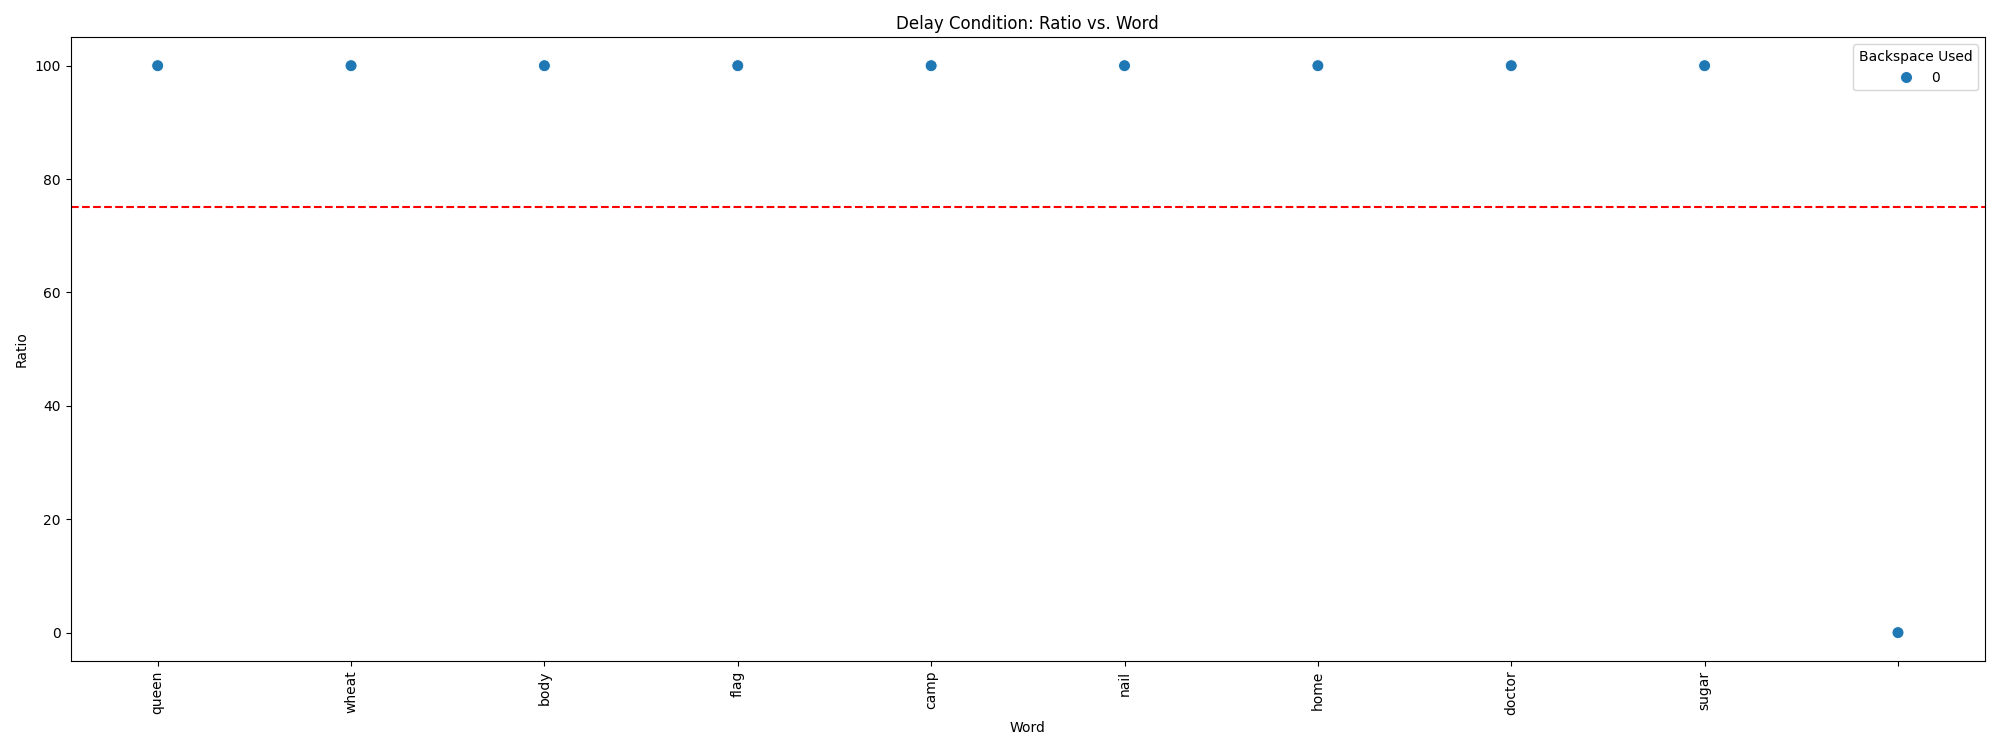 Delay Condition: Ratio vs. Word
Backspace Used
0
100
80
60
40
20
0
Ratio
queen
wheat
body
flag
camp
nail
home
doctor
sugar
Word